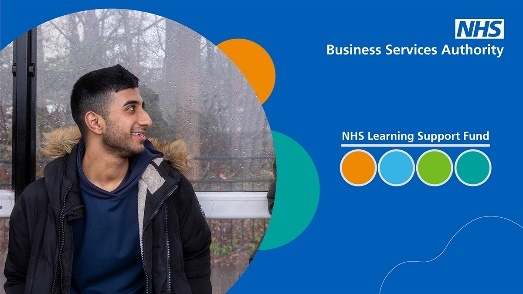 NHS
Business Services Authority
NHS Learning Support Fund